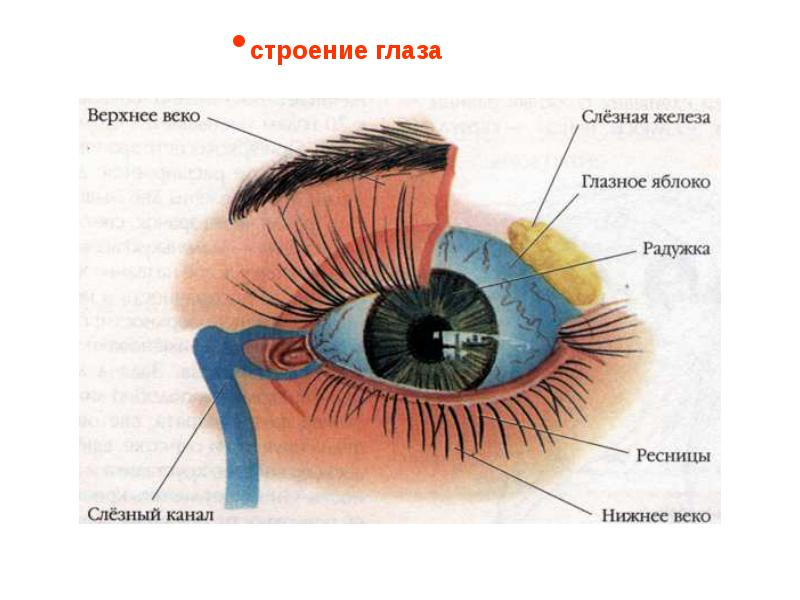 •строение глаза
Верхнее веко
Слёзная железа
Глазное яблоко
Радужка
Ресницы
Слёзный канал
Нижнее веко